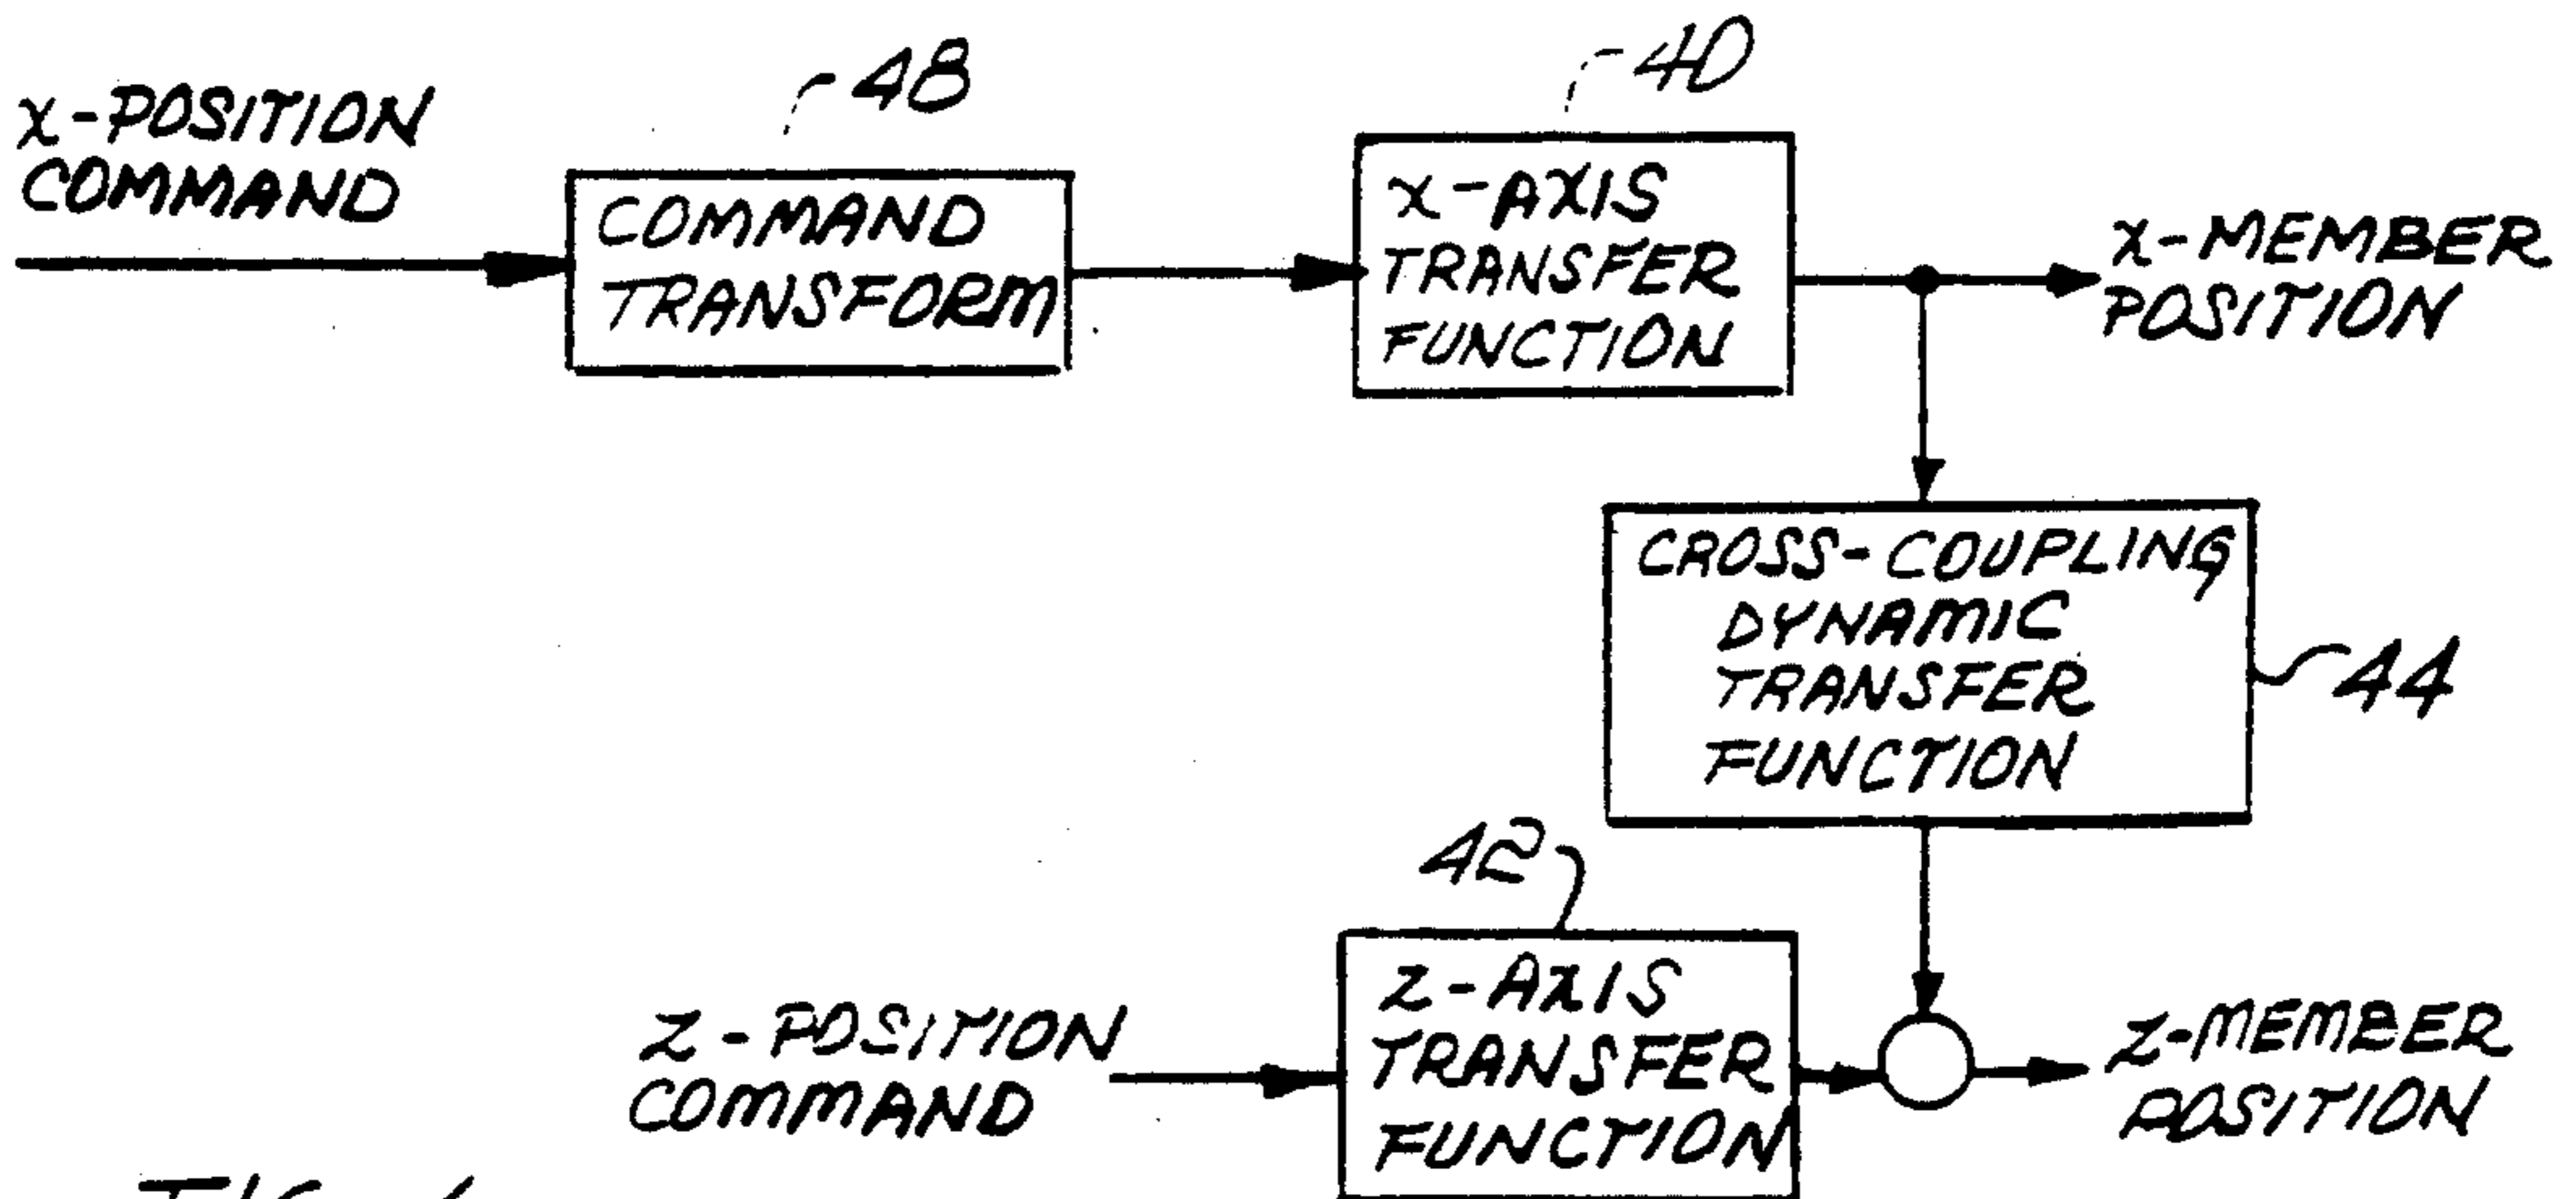 48
40
x-POSITION
COMMAND
COMMAND
TRANSFORM
x-AXIS
TRANSFER
FUNCTION
x-MEMBER
POSITION
CROSS-COUPLING
DYNAMIC
TRANSFER
FUNCTION
44
42
Z-POSITION
COMMAND
Z-AXIS
TRANSFER
FUNCTION
Z-MEMBER
POSITION